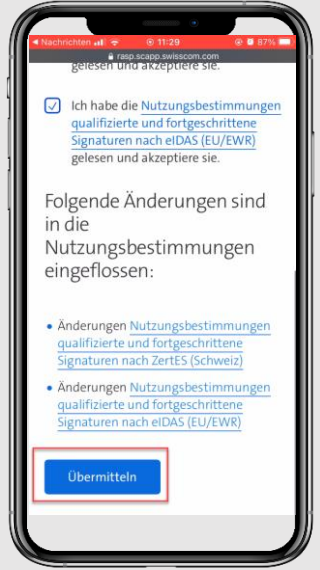 Nachrichten 11:29 87%
rasp.scapp.swisscom.com
gelesen und akzeptiere sie.
Ich habe die Nutzungsbestimmungen
qualifizierte und fortgeschrittene
Signaturen nach eIDAS (EU/EWR)
gelesen und akzeptiere sie.
Folgende Änderungen sind
in die
Nutzungsbestimmungen
eingeflossen:
Änderungen Nutzungsbestimmungen
qualifizierte und fortgeschrittene
Signaturen nach ZertES (Schweiz)
Änderungen Nutzungsbestimmungen
qualifizierte und fortgeschrittene
Signaturen nach eIDAS (EU/EWR)
Übermitteln